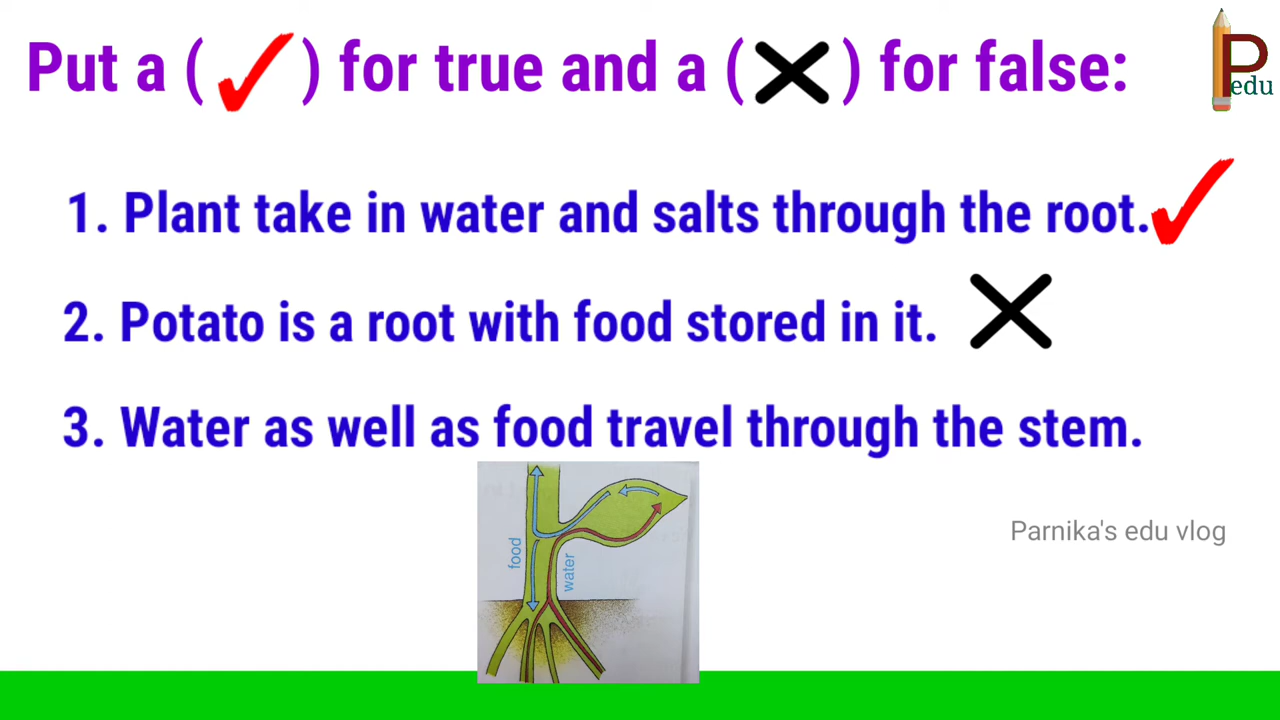 Put a ( ✓ ) for true and a ( ✕ ) for false:
P
edu
1. Plant take in water and salts through the root. ✓
2. Potato is a root with food stored in it. ✕
3. Water as well as food travel through the stem.
food
water
Parnika's edu vlog